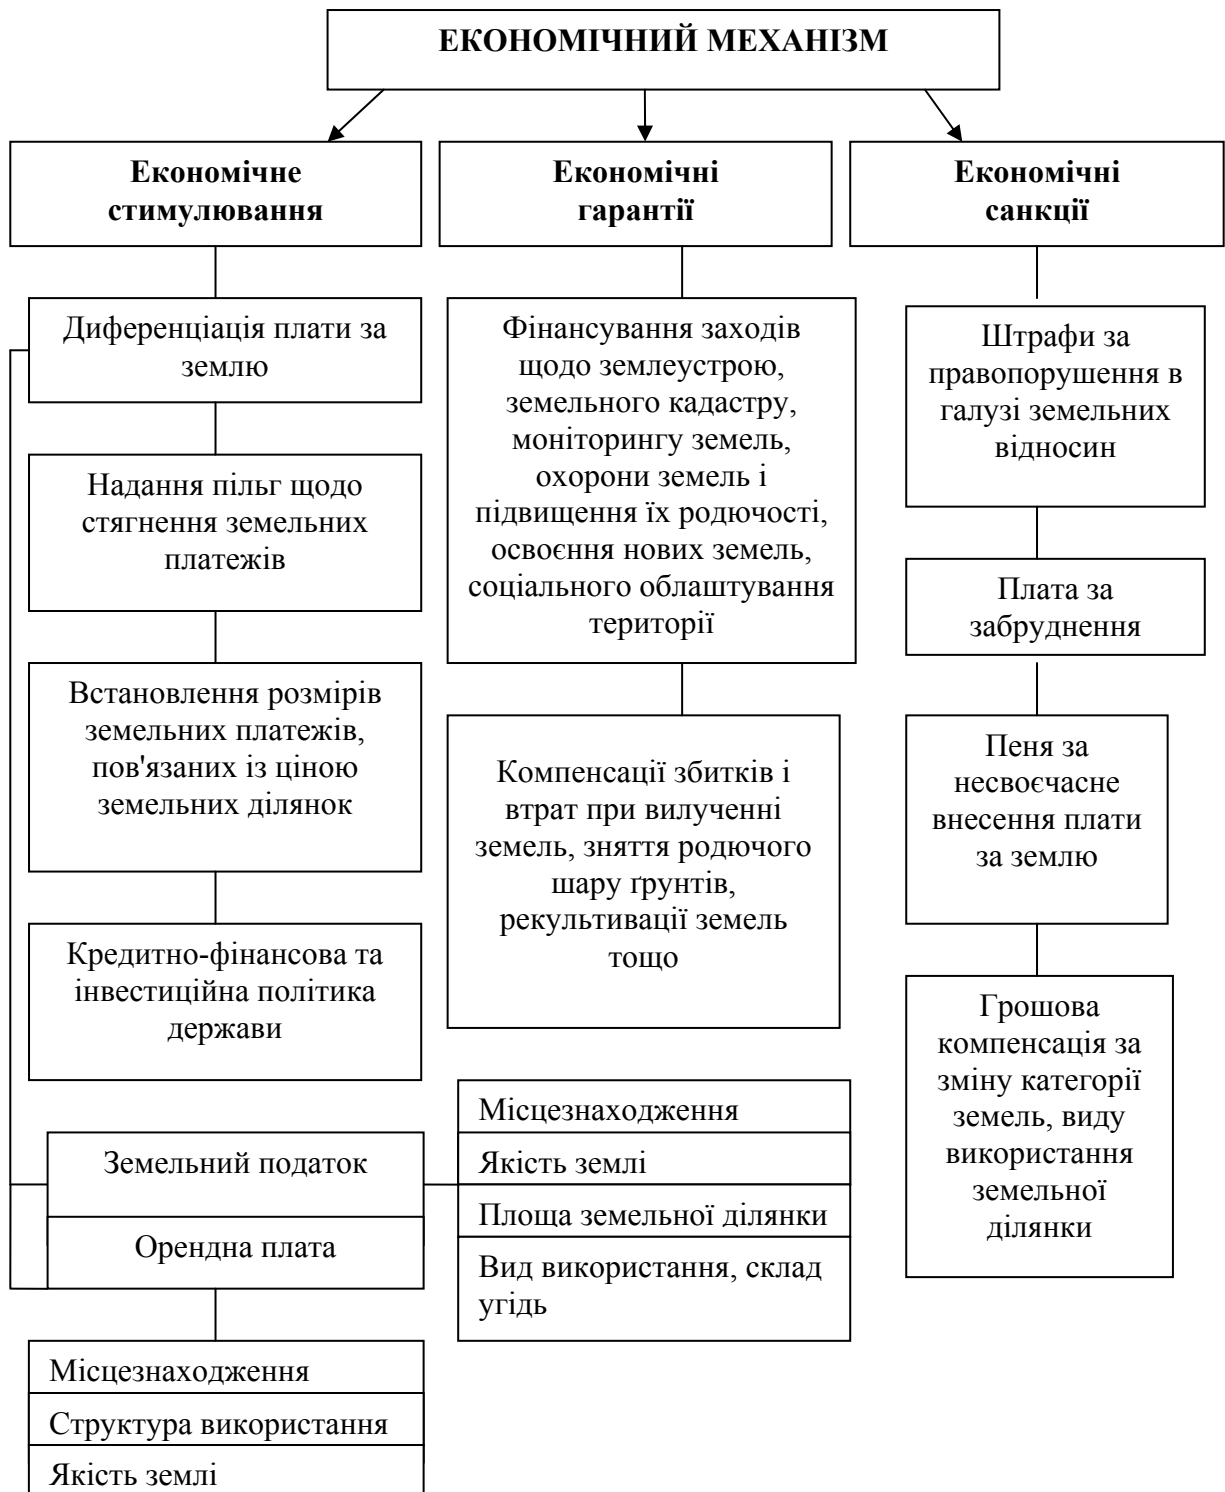 ЕКОНОМІЧНИЙ МЕХАНІЗМ
Економічне
стимулювання
Економічні
гарантії
Економічні
санкції
Диференціація плати за
землю
Надання пільг щодо
стягнення земельних
платежів
Встановлення розмірів
земельних платежів,
пов'язаних із ціною
земельних ділянок
Кредитно-фінансова та
інвестиційна політика
держави
Земельний податок
Орендна плата
Місцезнаходження
Структура використання
Якість землі
Фінансування заходів
щодо землеустрою,
земельного кадастру,
моніторингу земель,
охорони земель і
підвищення їх родючості,
освоєння нових земель,
соціального облаштування
території
Компенсації збитків і
втрат при вилученні
земель, зняття родючого
шару ґрунтів,
рекультивації земель
тощо
Місцезнаходження
Якість землі
Площа земельної ділянки
Вид використання, склад
угідь
Штрафи за
правопорушення в
галузі земельних
відносин
Плата за
забруднення
Пеня за
несвоєчасне
внесення плати
за землю
Грошова
компенсація за
зміну категорії
земель, виду
використання
земельної
ділянки